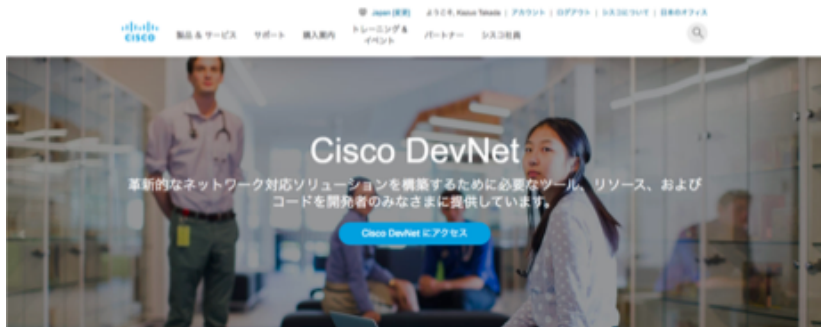 Japan [変更] ようこそ, Kazuo Takada | アカウント | ログアウト | シスコについて | 日本のオフィス
CISCO 製品 & サービス サポート 購入案内 トレーニング & イベント パートナー シスコ社員
Cisco DevNet
革新的なネットワーク対応ソリューションを構築するために必要なツール、リソース、および
コードを開発者のみなさまに提供しています。
Cisco DevNet にアクセス